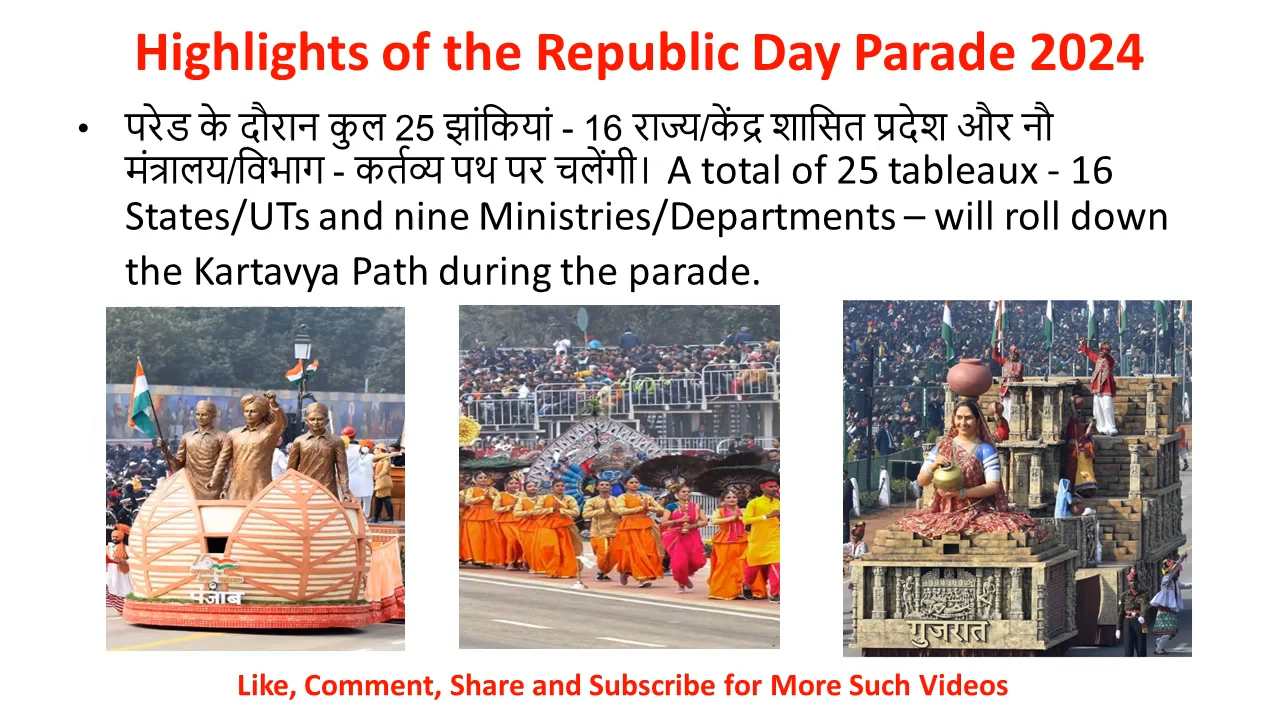 Highlights of the Republic Day Parade 2024
• परेड के दौरान कुल 25 झांकियां - 16 राज्य/केंद्र शासित प्रदेश और नौ
मंत्रालय/विभाग - कर्तव्य पथ पर चलेंगी। A total of 25 tableaux - 16
States/UTs and nine Ministries/Departments – will roll down
the Kartavya Path during the parade.
पंजाब
गुजरात
Like, Comment, Share and Subscribe for More Such Videos